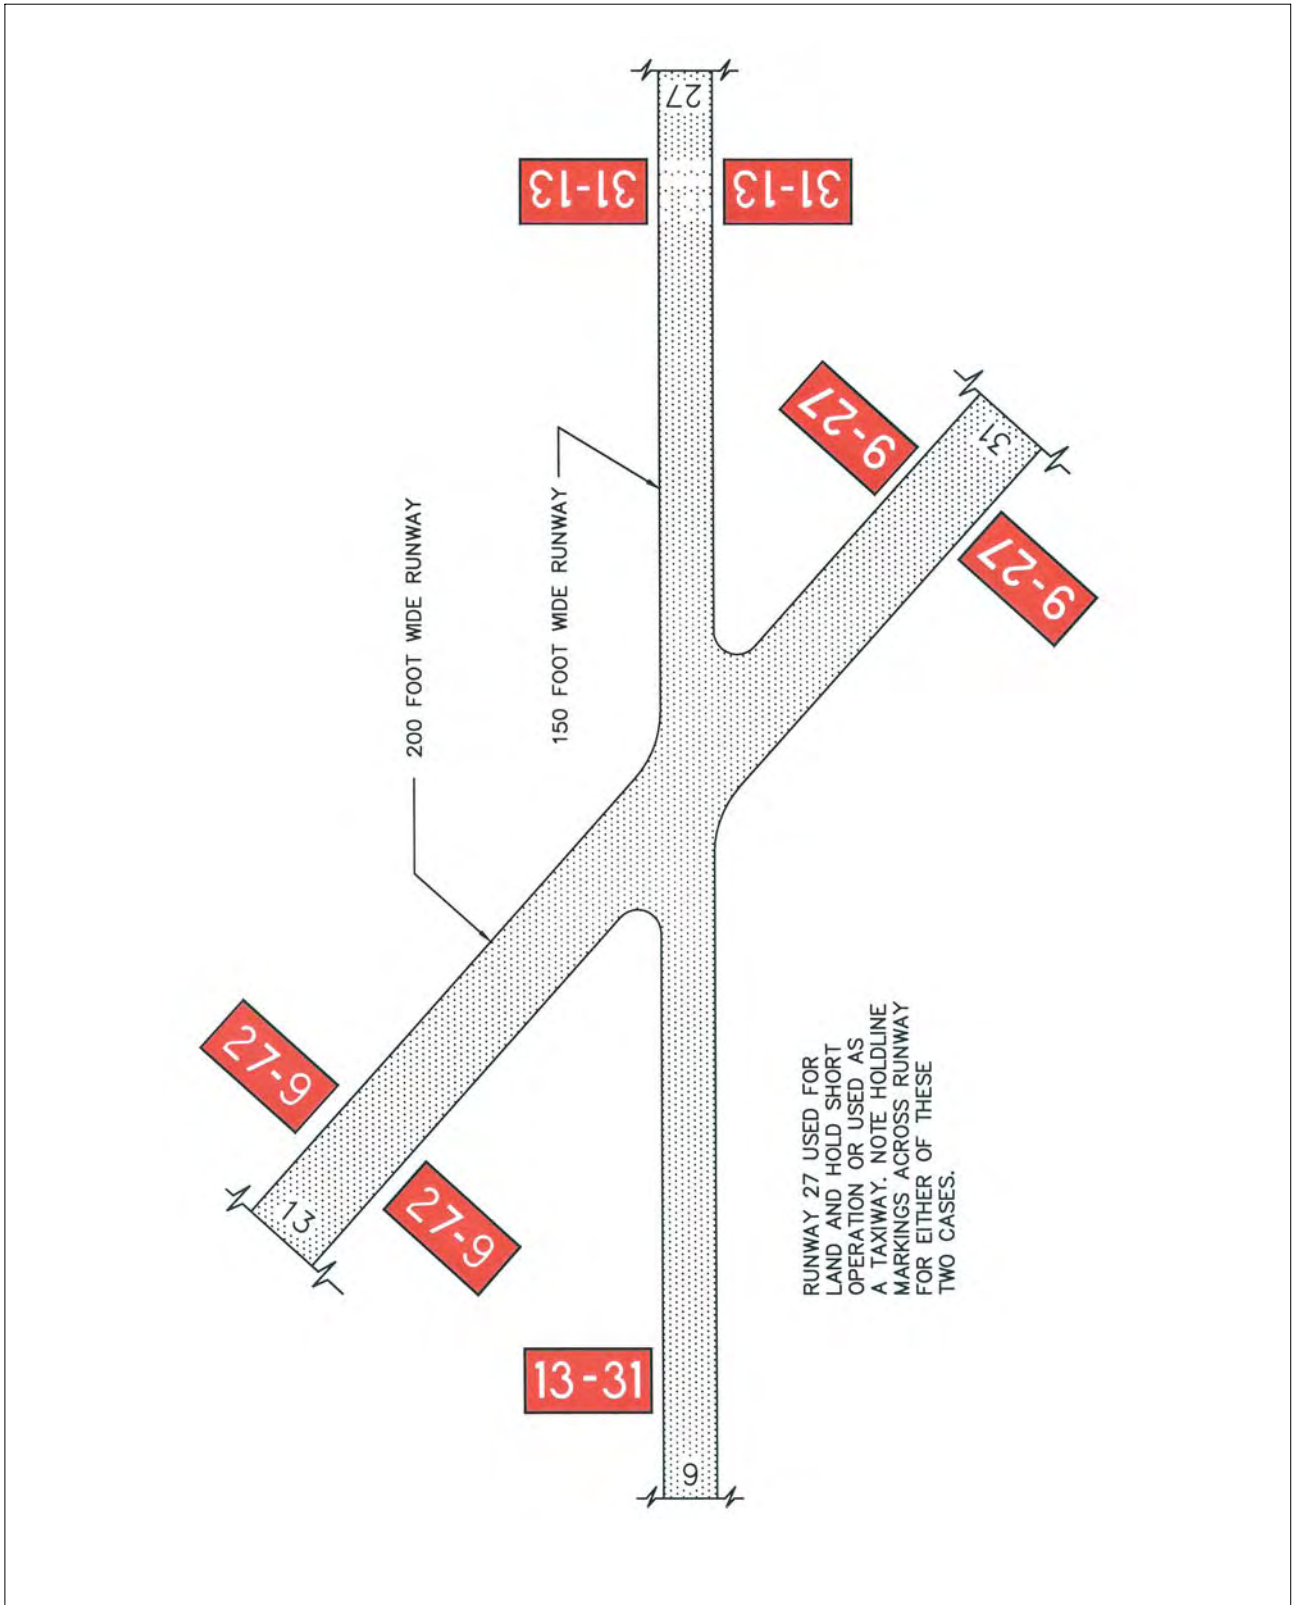 27
31-13
31-13
9-27
31
9-27
200 FOOT WIDE RUNWAY
150 FOOT WIDE RUNWAY
27-9
13
27-9
RUNWAY 27 USED FOR
LAND AND HOLD SHORT
OPERATION OR USED AS
A TAXIWAY. NOTE HOLDLINE
MARKINGS ACROSS RUNWAY
FOR EITHER OF THESE
TWO CASES.
13-31
9